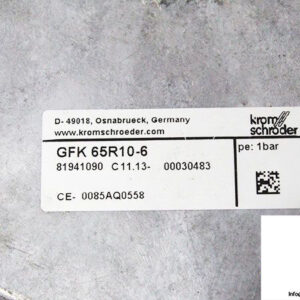 D- 49018, Osnabrueck, Germany
www.kromschroeder.com
krom
schroder
GFK 65R10-6
pe: 1bar
81941090 C11.13- 00030483
CE- 0085AQ0558